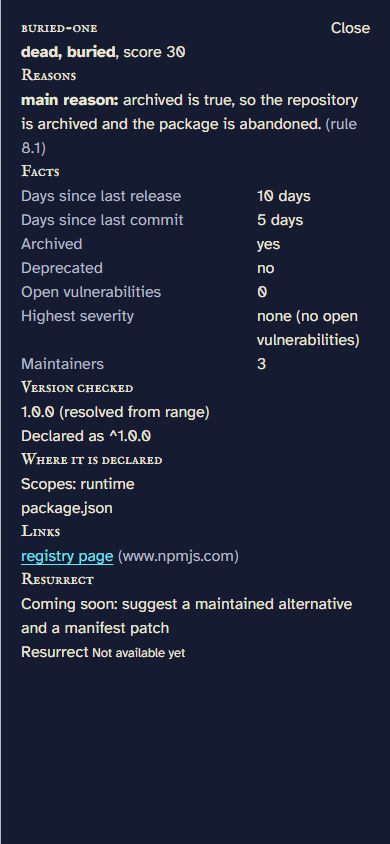 BURIED-ONE Close
dead, buried, score 30
Reasons
main reason: archived is true, so the repository
is archived and the package is abandoned. (rule
8.1)
Facts
Days since last release 10 days
Days since last commit 5 days
Archived yes
Deprecated no
Open vulnerabilities 0
Highest severity none (no open
vulnerabilities)
Maintainers 3
Version checked
1.0.0 (resolved from range)
Declared as ^1.0.0
Where it is declared
Scopes: runtime
package.json
Links
registry page (www.npmjs.com)
Resurrect
Coming soon: suggest a maintained alternative
and a manifest patch
Resurrect Not available yet